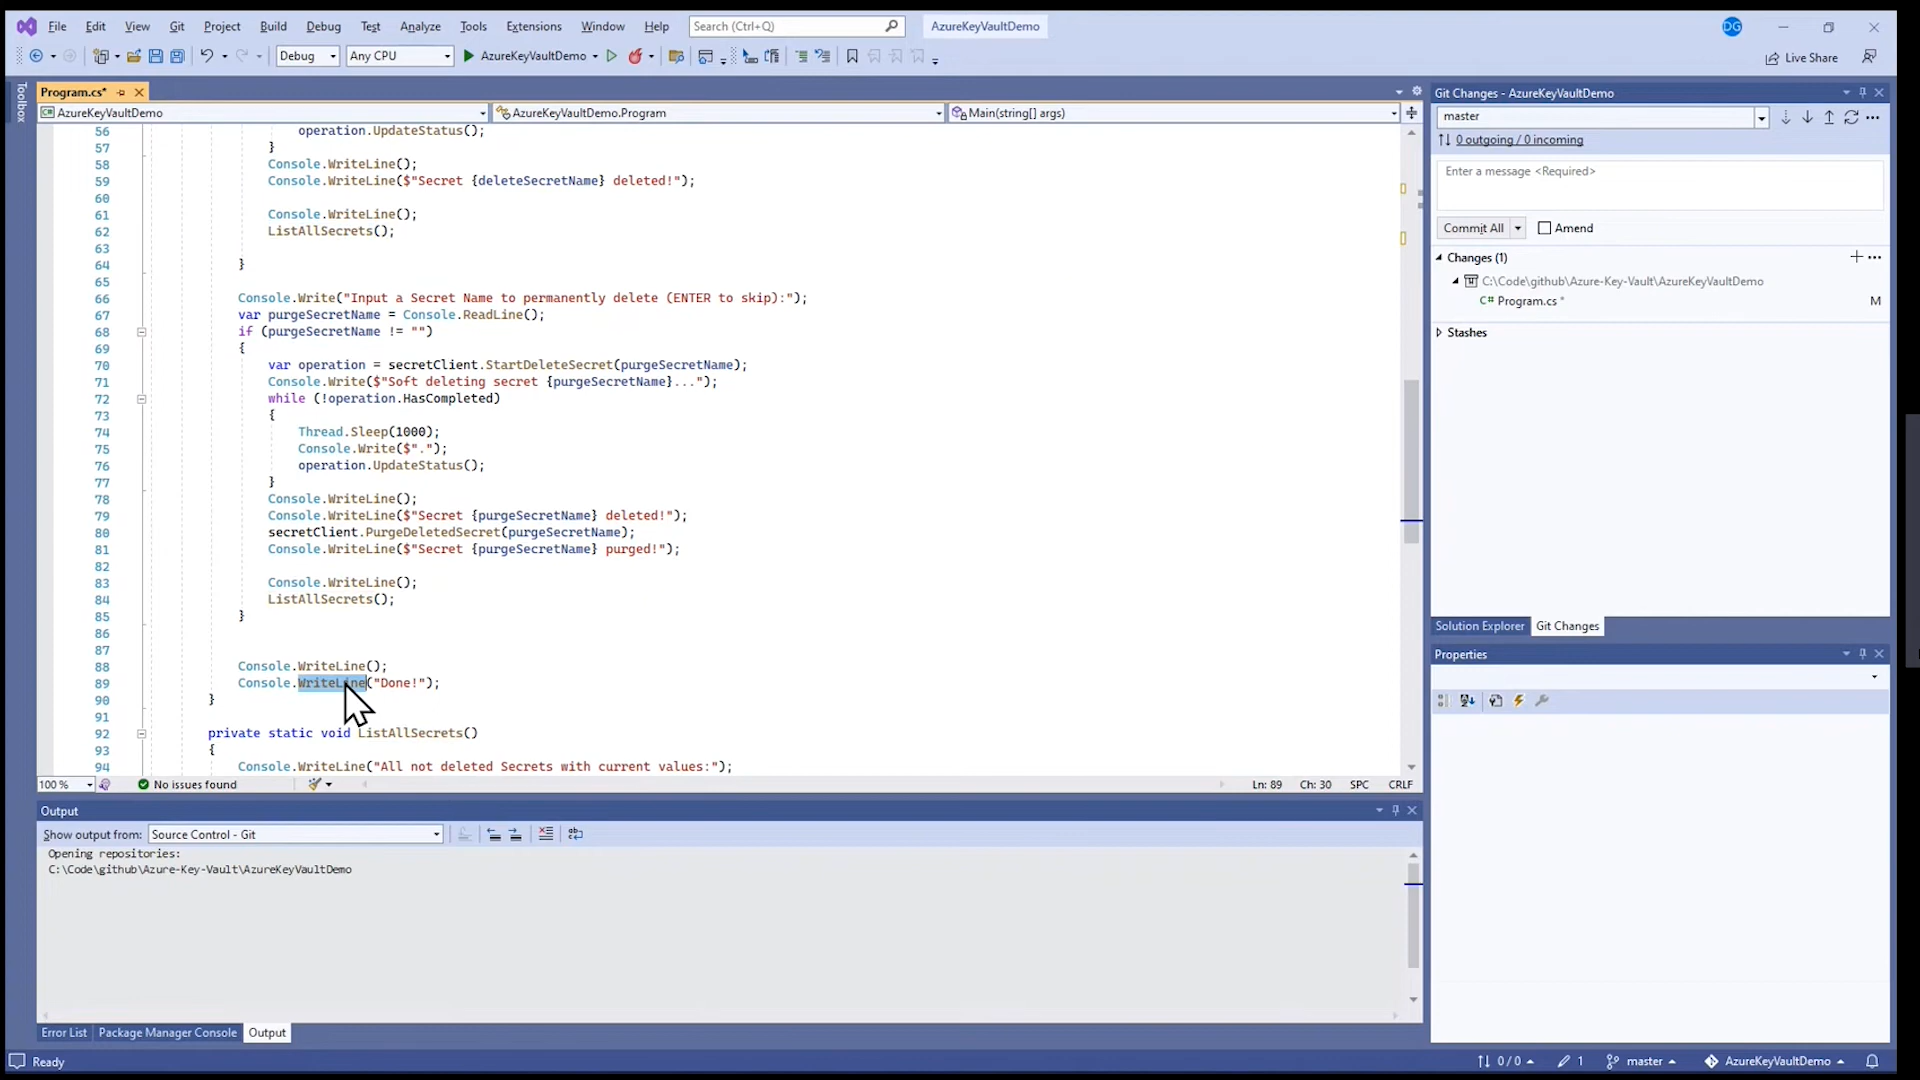 File Edit View Git Project Build Debug Test Analyze Tools Extensions Window Help Search (Ctrl+Q) AzureKeyVaultDemo DG
Debug Any CPU AzureKeyVaultDemo Live Share
Toolbox
Program.cs*
AzureKeyVaultDemo AzureKeyVaultDemo.Program Main(string[] args)
56 operation.UpdateStatus();
57 }
58 Console.WriteLine();
59 Console.WriteLine($"Secret {deleteSecretName} deleted!");
60
61 Console.WriteLine();
62 ListAllSecrets();
63
64 }
65
66 Console.Write("Input a Secret Name to permanently delete (ENTER to skip):");
67 var purgeSecretName = Console.ReadLine();
68 if (purgeSecretName != "")
69 {
70 var operation = secretClient.StartDeleteSecret(purgeSecretName);
71 Console.Write($"Soft deleting secret {purgeSecretName}...");
72 while (!operation.HasCompleted)
73 {
74 Thread.Sleep(1000);
75 Console.Write($".");
76 operation.UpdateStatus();
77 }
78 Console.WriteLine();
79 Console.WriteLine($"Secret {purgeSecretName} deleted!");
80 secretClient.PurgeDeletedSecret(purgeSecretName);
81 Console.WriteLine($"Secret {purgeSecretName} purged!");
82
83 Console.WriteLine();
84 ListAllSecrets();
85 }
86
87
88 Console.WriteLine();
89 Console.WriteLine("Done!");
90 }
91
92 private static void ListAllSecrets()
93 {
94 Console.WriteLine("All not deleted Secrets with current values:");
100 % No issues found Ln: 89 Ch: 30 SPC CRLF
Output
Show output from: Source Control - Git
Opening repositories:
C:\Code\github\Azure-Key-Vault\AzureKeyVaultDemo
Error List Package Manager Console Output
Git Changes - AzureKeyVaultDemo
master
0 outgoing / 0 incoming
Enter a message <Required>
Commit All Amend
Changes (1)
C:\Code\github\Azure-Key-Vault\AzureKeyVaultDemo
C# Program.cs * M
Stashes
Solution Explorer Git Changes
Properties
Ready 0 / 0 1 master AzureKeyVaultDemo